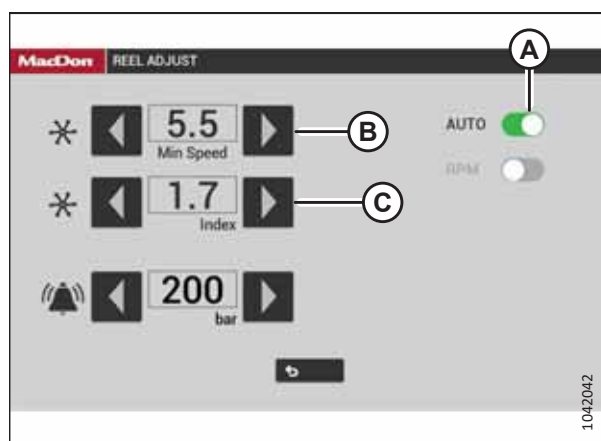 MacDon REEL ADJUST
A
5.5
Min Speed
B
AUTO
RPM
1.7
Index
C
200
bar
1042042